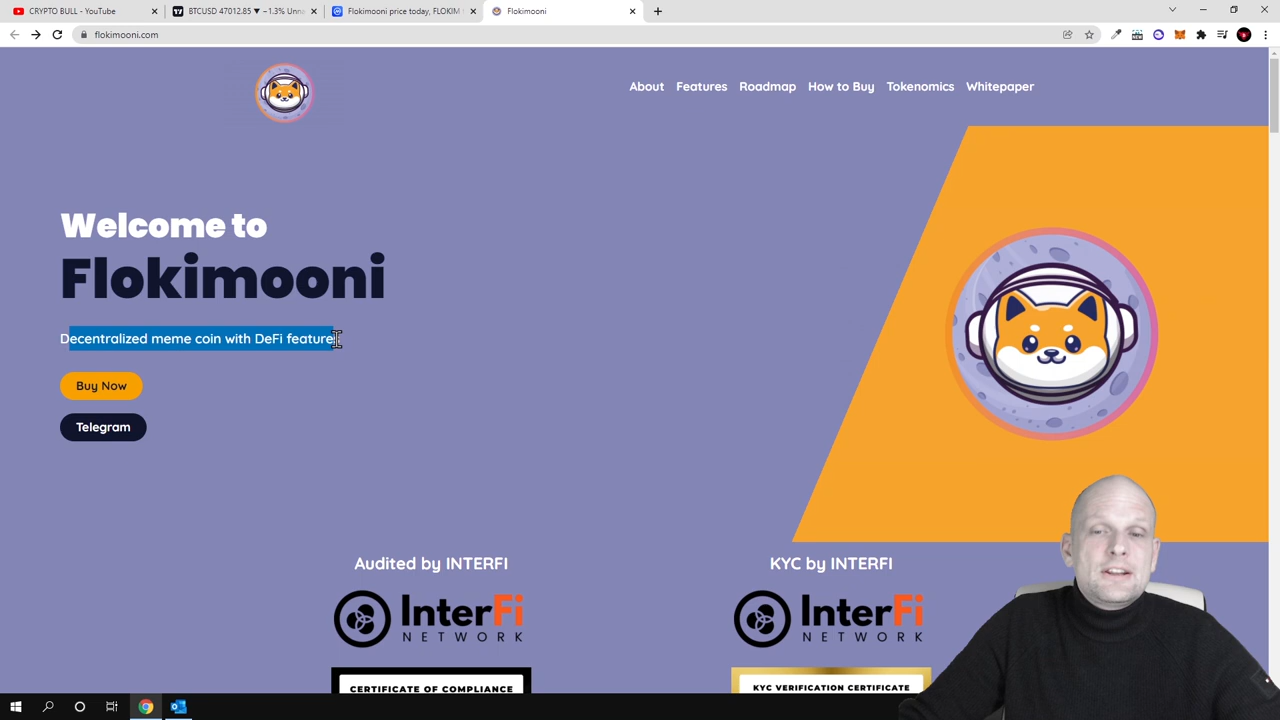 CRYPTO BULL - YouTube
BTCUSD 47012.85 ▼ −1.3% Unna
Flokimooni price today, FLOKIM
Flokimooni
flokimooni.com
About Features Roadmap How to Buy Tokenomics Whitepaper
Welcome to
Flokimooni
Decentralized meme coin with DeFi feature
Buy Now
Telegram
Audited by INTERFI
KYC by INTERFI
InterFi
NETWORK
InterFi
NETWORK
CERTIFICATE OF COMPLIANCE
KYC VERIFICATION CERTIFICATE